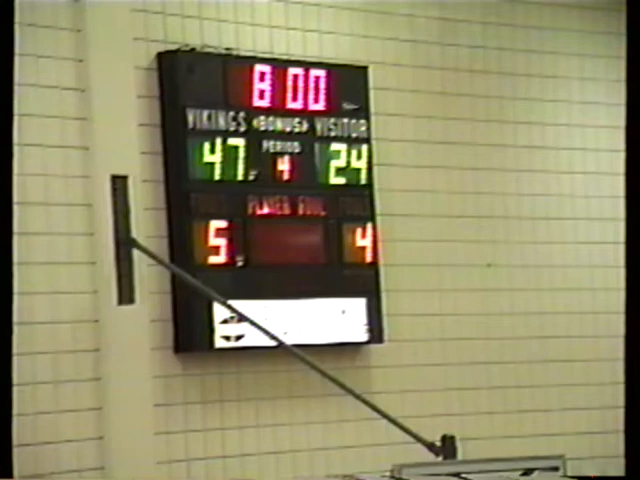 8:00
VIKINGS <BONUS> VISITOR
PERIOD
47 4 24
PLAYER FOUL
5 4